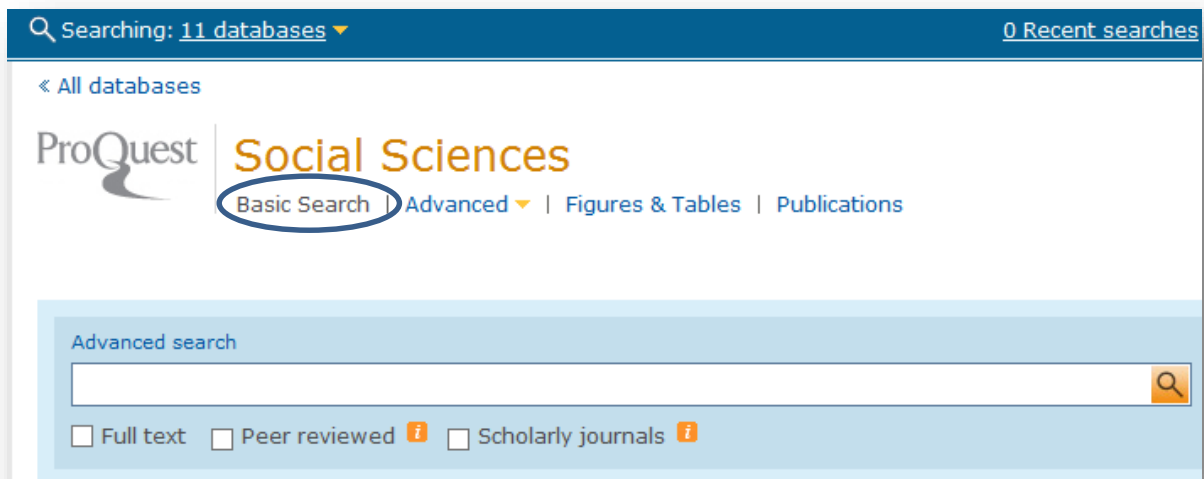 Searching: 11 databases 0 Recent searches
« All databases
ProQuest Social Sciences
Basic Search | Advanced | Figures & Tables | Publications
Advanced search
Full text Peer reviewed i Scholarly journals i